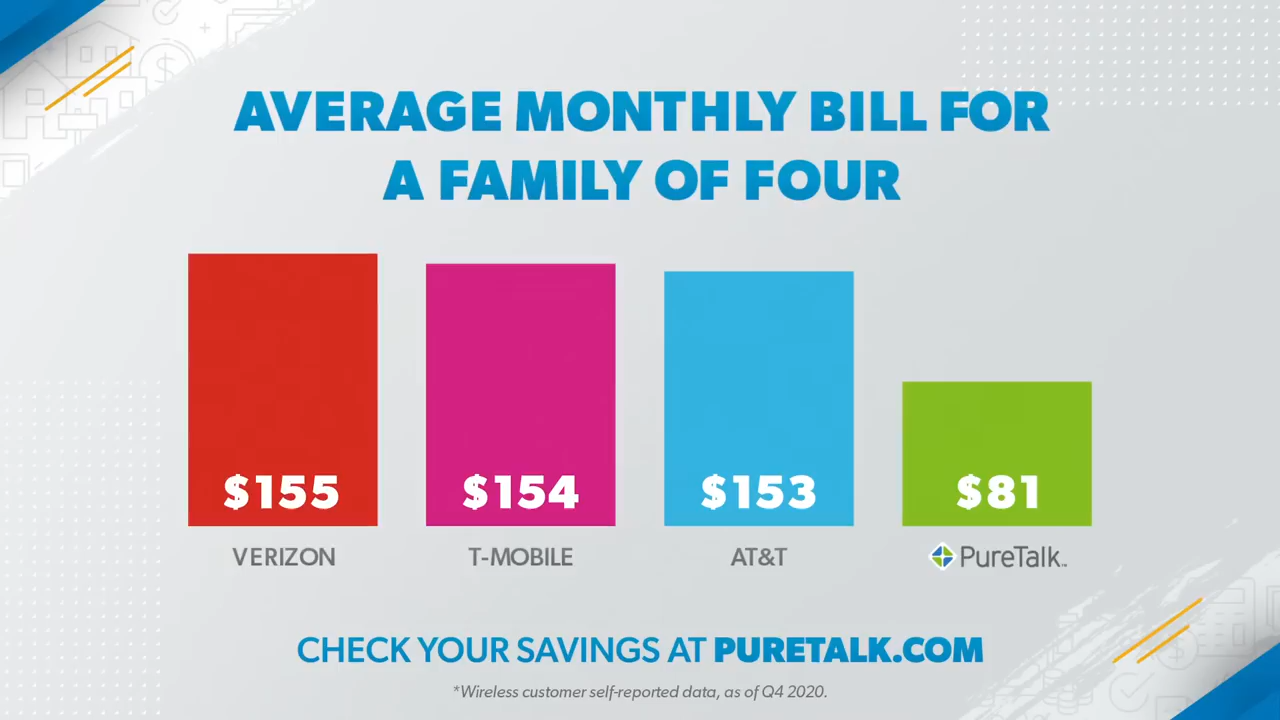 AVERAGE MONTHLY BILL FOR
A FAMILY OF FOUR
$155
$154
$153
$81
VERIZON
T-MOBILE
AT&T
PureTalk™
CHECK YOUR SAVINGS AT PURETALK.COM
*Wireless customer self-reported data, as of Q4 2020.